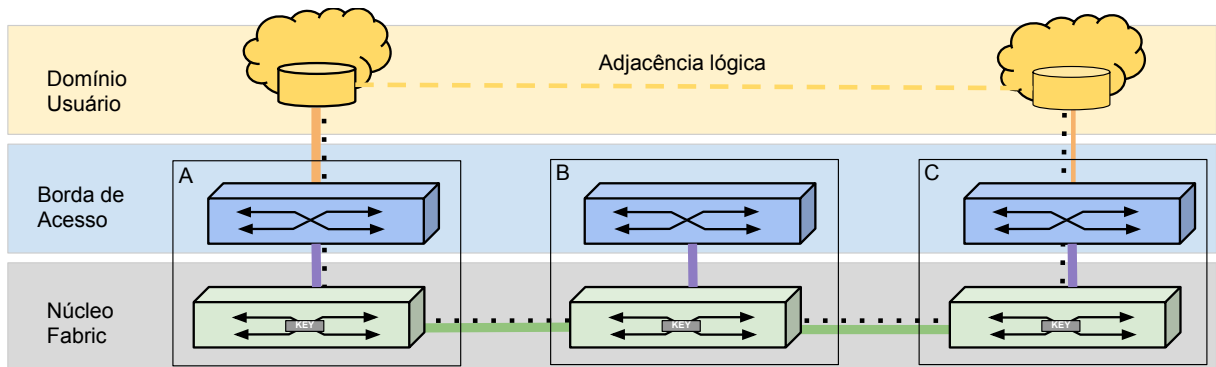 Domínio
Usuário
Adjacência lógica
Borda de
Acesso
A
B
C
Núcleo
Fabric
KEY
KEY
KEY